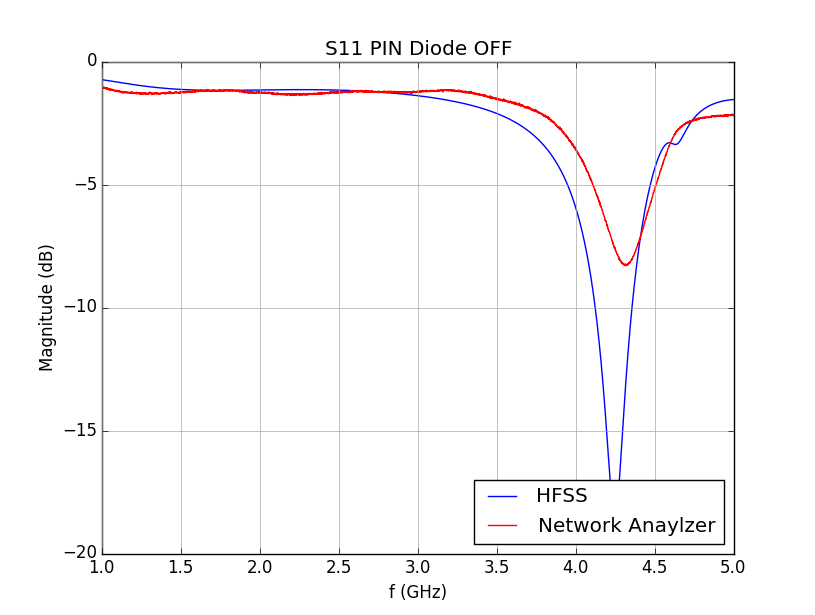 S11 PIN Diode OFF
0
−5
−10
−15
−20
Magnitude (dB)
HFSS
Network Anaylzer
1.0 1.5 2.0 2.5 3.0 3.5 4.0 4.5 5.0
f (GHz)